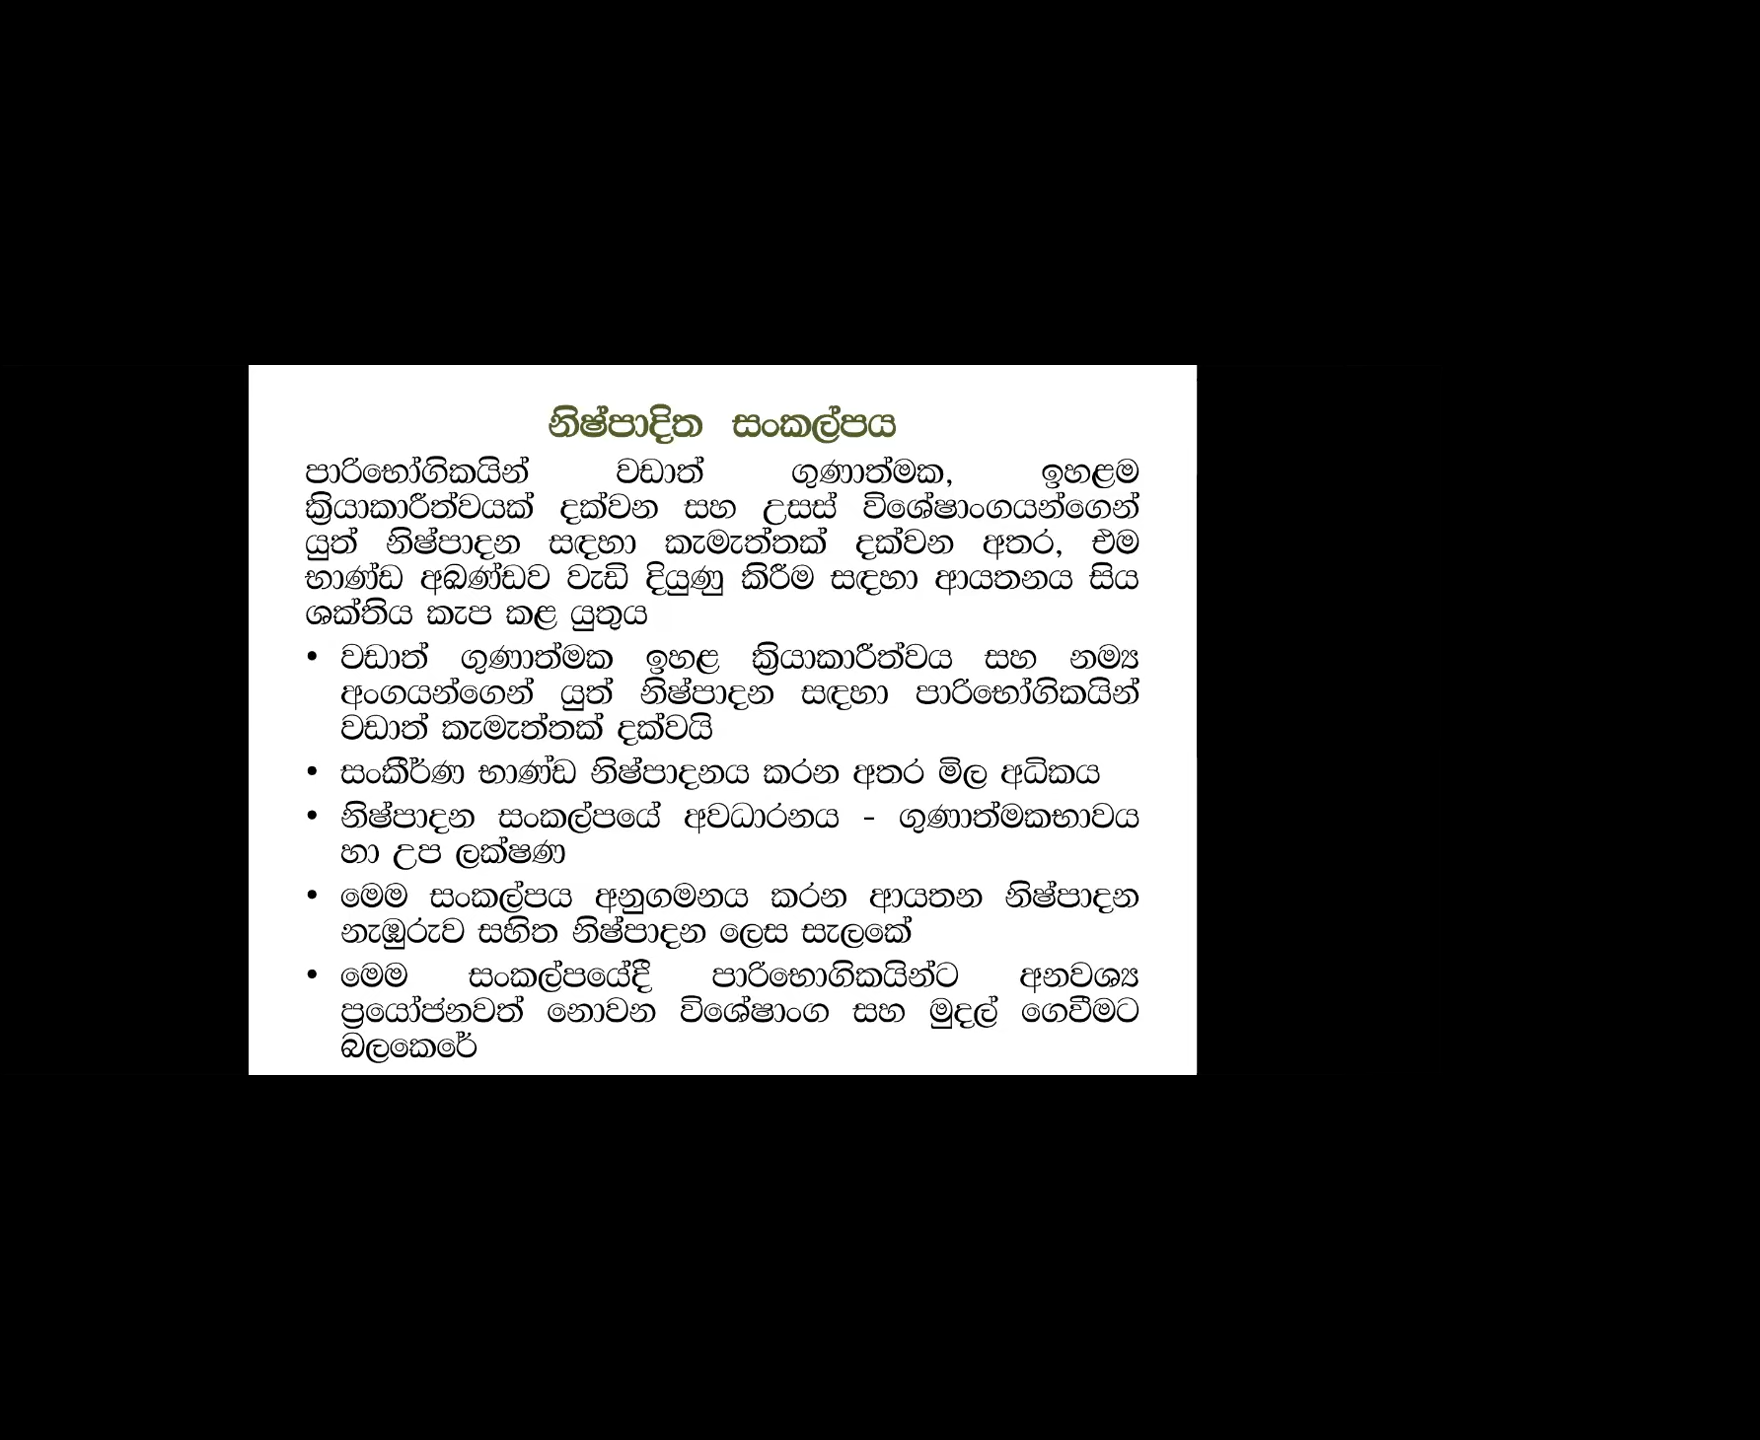 නිෂ්පාදිත සංකල්පය
පාරිභෝගිකයින් වඩාත් ගුණාත්මක, ඉහළම
ක්‍රියාකාරීත්වයක් දක්වන සහ උසස් විශේෂාංගයන්ගෙන්
යුත් නිෂ්පාදන සඳහා කැමැත්තක් දක්වන අතර, එම
භාණ්ඩ අඛණ්ඩව වැඩි දියුණු කිරීම සඳහා ආයතනය සිය
ශක්තිය කැප කළ යුතුය
• වඩාත් ගුණාත්මක ඉහළ ක්‍රියාකාරීත්වය සහ නම්‍ය
අංගයන්ගෙන් යුත් නිෂ්පාදන සඳහා පාරිභෝගිකයින්
වඩාත් කැමැත්තක් දක්වයි
• සංකීර්ණ භාණ්ඩ නිෂ්පාදනය කරන අතර මිල අධිකය
• නිෂ්පාදන සංකල්පයේ අවධාරනය - ගුණාත්මකභාවය
හා උප ලක්ෂණ
• මෙම සංකල්පය අනුගමනය කරන ආයතන නිෂ්පාදන
නැඹුරුව සහිත නිෂ්පාදන ලෙස සැලකේ
• මෙම සංකල්පයේදී පාරිභොගිකයින්ට අනවශ්‍ය
ප්‍රයෝජනවත් නොවන විශේෂාංග සහ මුදල් ගෙවීමට
බලකෙරේ